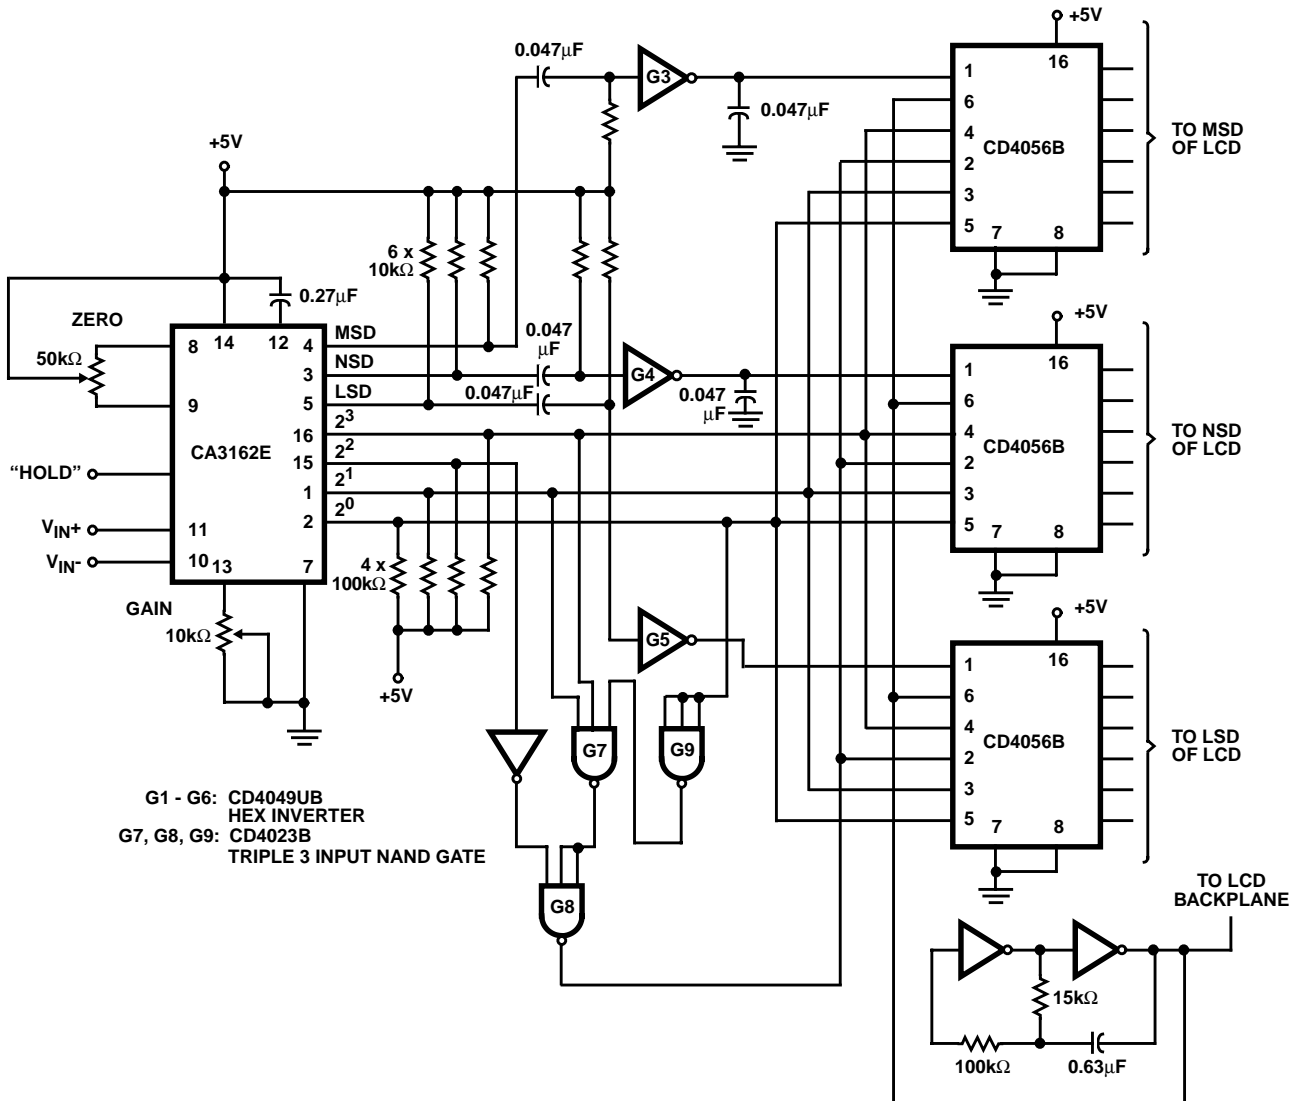 +5V
0.047μF
G3
0.047μF
16
1
6
4
2
3
5
CD4056B
7
8
TO MSD
OF LCD
+5V
6 x
10kΩ
0.27μF
ZERO
50kΩ
8
14
12
4
MSD
3
NSD
5
LSD
9
CA3162E
16
2³
15
2²
1
2¹
2
2⁰
"HOLD"
VIN+
11
VIN-
10
13
7
0.047
μF
0.047μF
G4
0.047
μF
+5V
16
1
6
4
2
3
5
CD4056B
7
8
TO NSD
OF LCD
4 x
100kΩ
+5V
GAIN
10kΩ
G5
G7
G9
G8
+5V
16
1
6
4
2
3
5
CD4056B
7
8
TO LSD
OF LCD
G1 - G6: CD4049UB
HEX INVERTER
G7, G8, G9: CD4023B
TRIPLE 3 INPUT NAND GATE
TO LCD
BACKPLANE
15kΩ
100kΩ
0.63μF